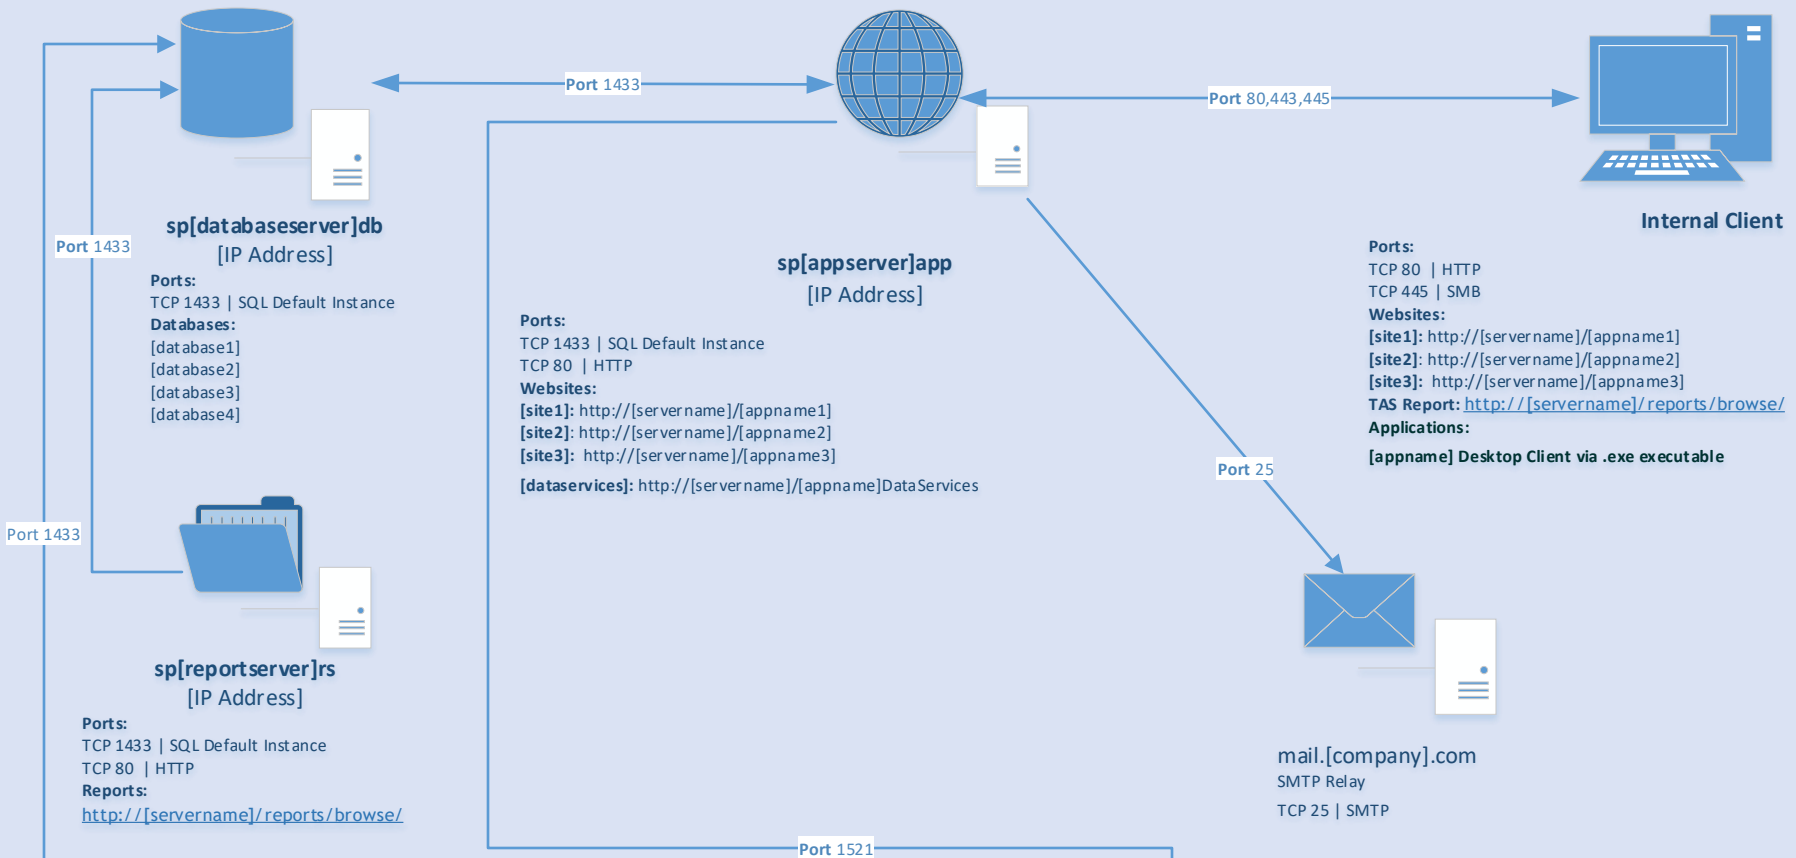 Port 1433
Port 80,443,445
sp[databaseserver]db
[IP Address]
Ports:
TCP 1433 | SQL Default Instance
Databases:
[database1]
[database2]
[database3]
[database4]
Port 1433
Port 1433
sp[reportserver]rs
[IP Address]
Ports:
TCP 1433 | SQL Default Instance
TCP 80 | HTTP
Reports:
http://[servername]/reports/browse/
sp[appserver]app
[IP Address]
Ports:
TCP 1433 | SQL Default Instance
TCP 80 | HTTP
Websites:
[site1]: http://[servername]/[appname1]
[site2]: http://[servername]/[appname2]
[site3]: http://[servername]/[appname3]
[dataservices]: http://[servername]/[appname]DataServices
Internal Client
Ports:
TCP 80 | HTTP
TCP 445 | SMB
Websites:
[site1]: http://[servername]/[appname1]
[site2]: http://[servername]/[appname2]
[site3]: http://[servername]/[appname3]
TAS Report: http://[servername]/reports/browse/
Applications:
[appname] Desktop Client via .exe executable
Port 25
mail.[company].com
SMTP Relay
TCP 25 | SMTP
Port 1521